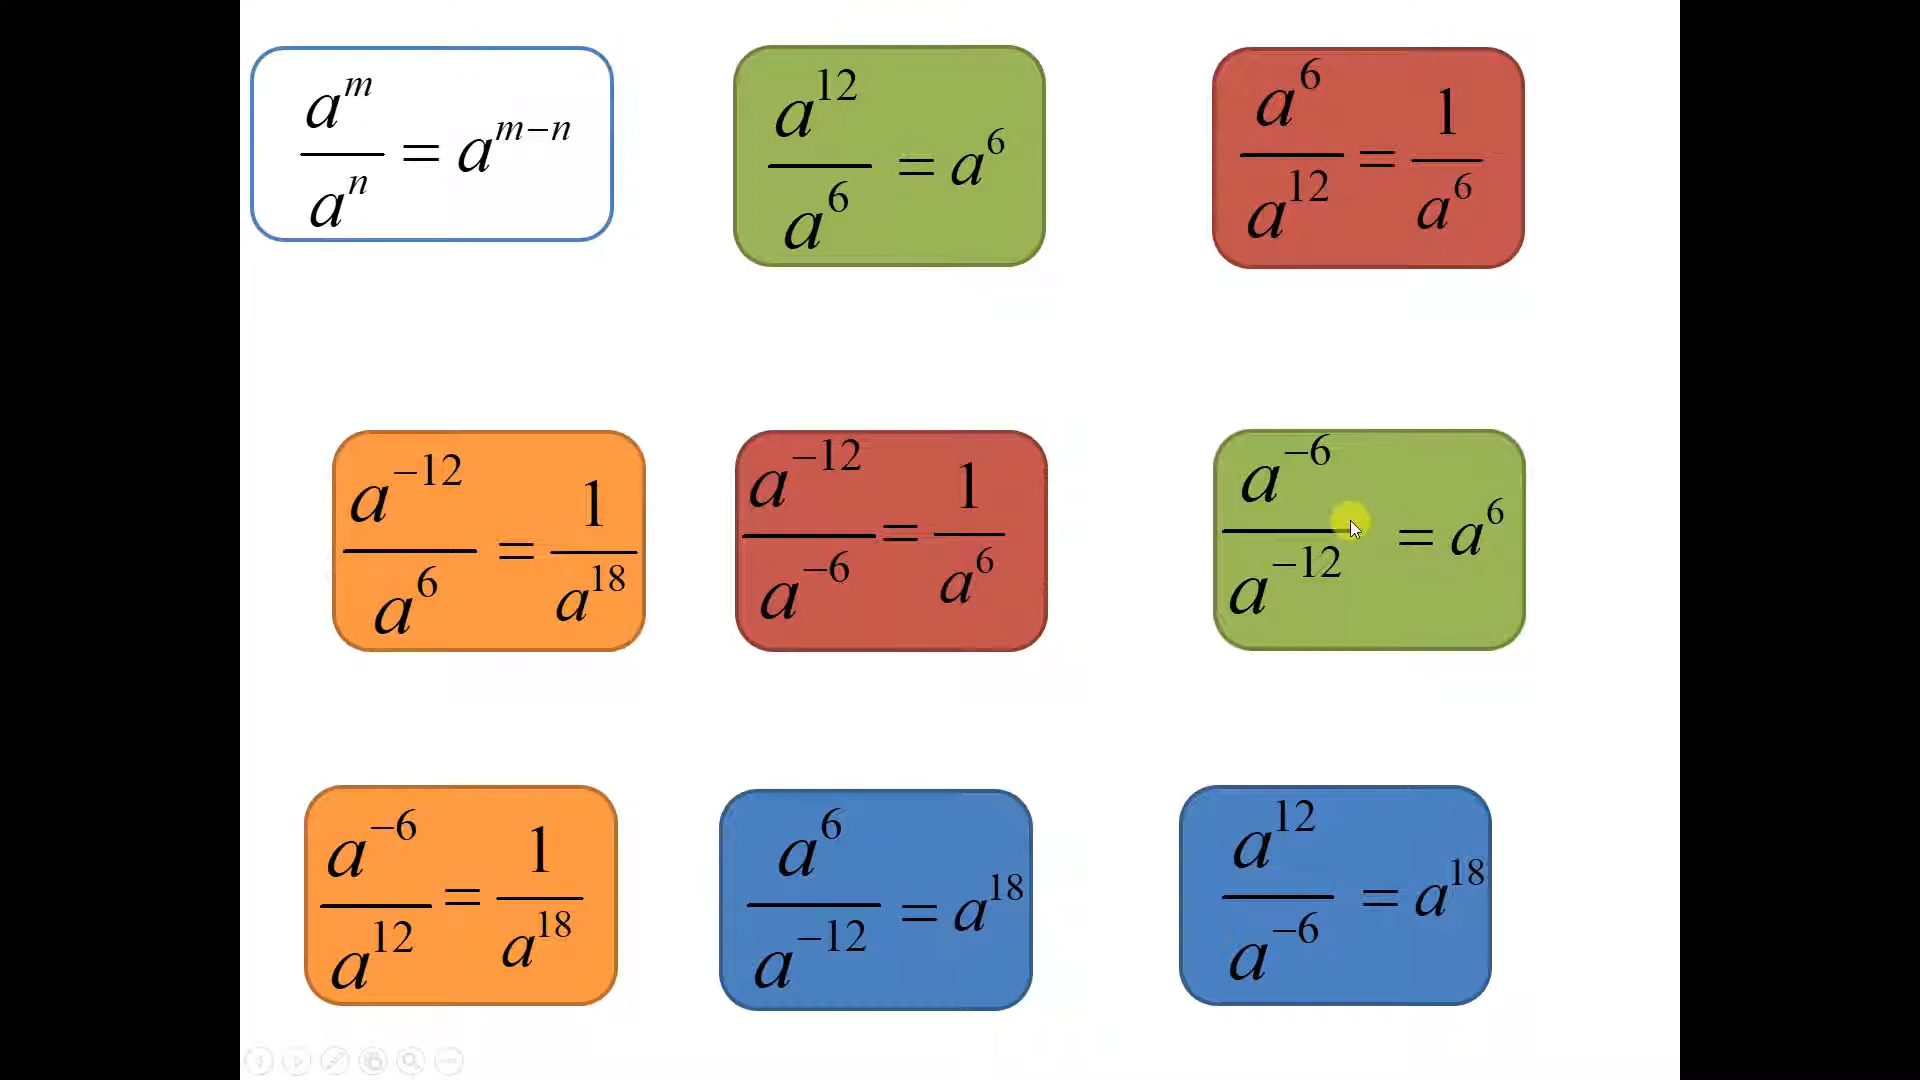 a^m / a^n = a^{m−n}
a^12 / a^6 = a^6
a^6 / a^12 = 1 / a^6
a^−12 / a^6 = 1 / a^18
a^−12 / a^−6 = 1 / a^6
a^−6 / a^−12 = a^6
a^−6 / a^12 = 1 / a^18
a^6 / a^−12 = a^18
a^12 / a^−6 = a^18